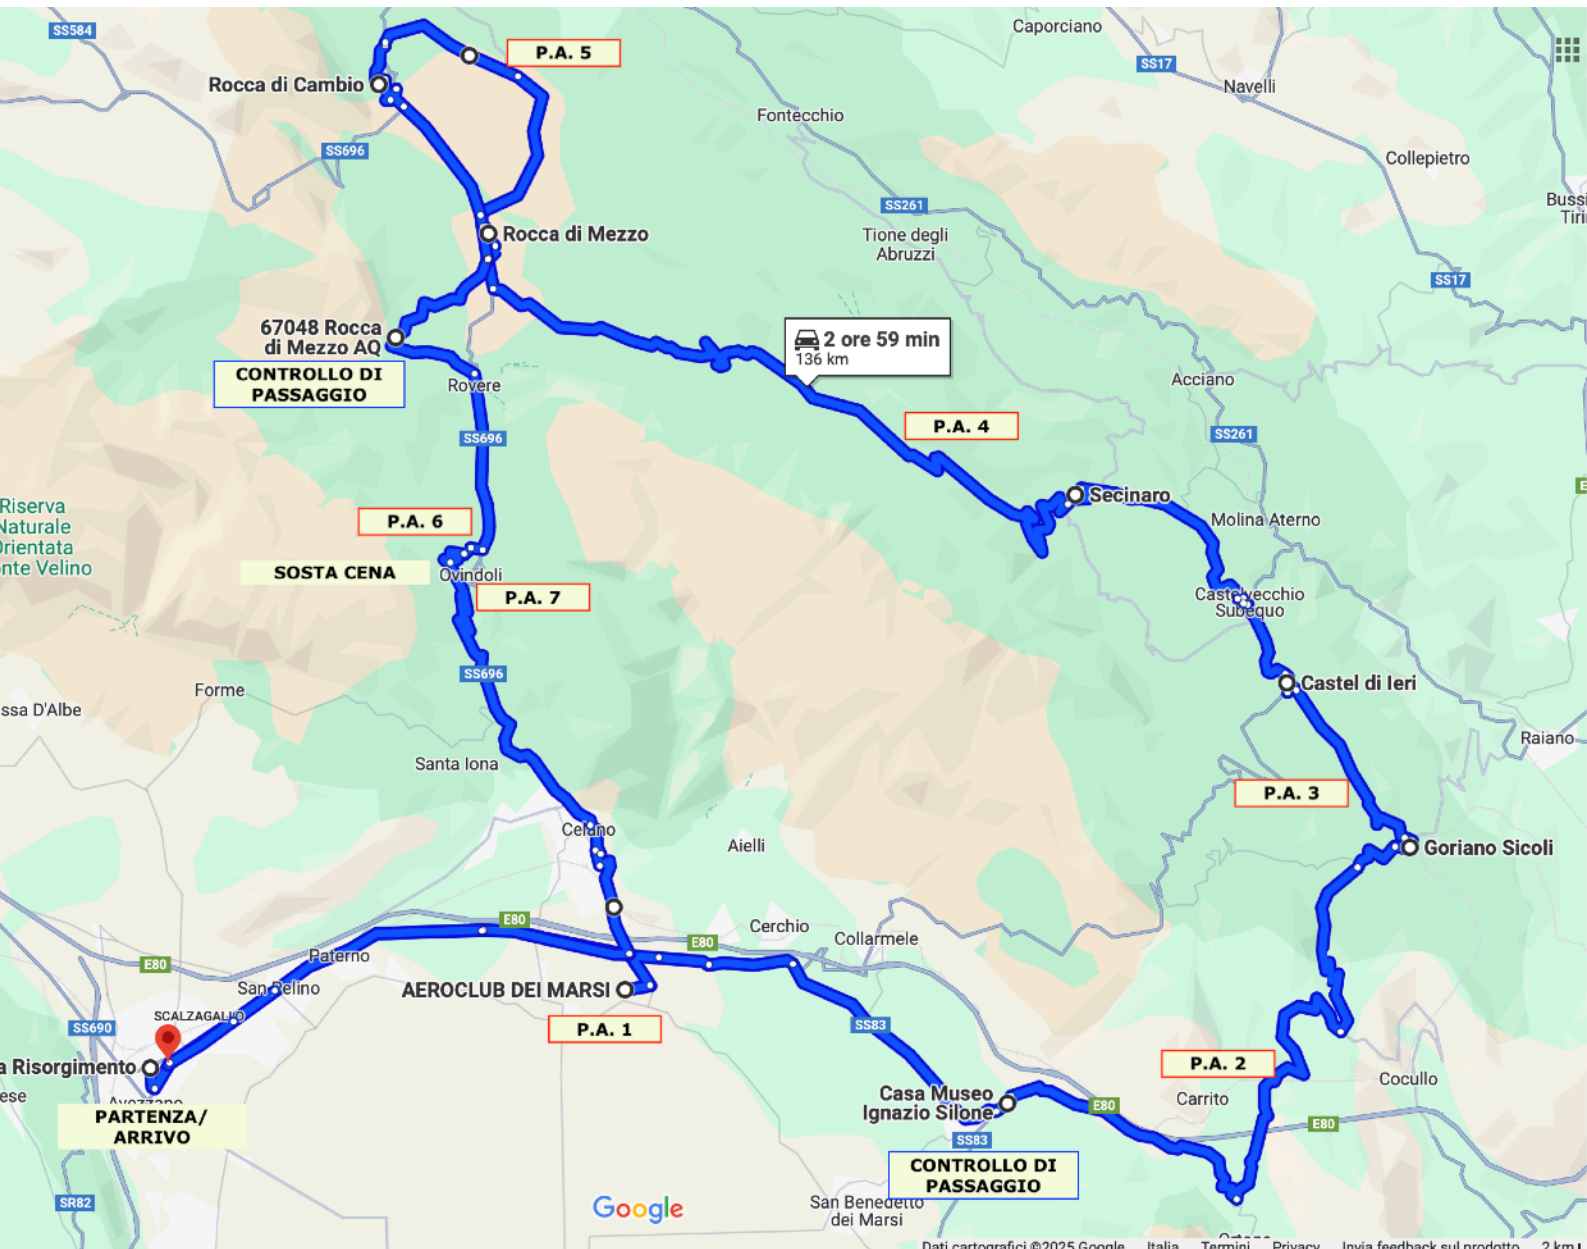 SS584
Caporciano
P.A. 5
SS17
Rocca di Cambio
Navelli
Fontecchio
SS696
Collepietro
SS261
Bussi
Tiri
Rocca di Mezzo
Tione degli
Abruzzi
SS17
67048 Rocca
di Mezzo AQ
2 ore 59 min
136 km
CONTROLLO DI
PASSAGGIO
Rovere
Acciano
P.A. 4
SS696
SS261
Riserva
Naturale
Orientata
nte Velino
Secinaro
P.A. 6
Molina Aterno
SOSTA CENA
Ovindoli
P.A. 7
Castelvecchio
Subequo
SS696
Forme
Castel di Ieri
ssa D'Albe
Raiano
Santa Iona
P.A. 3
Celano
Aielli
Goriano Sicoli
E80
Cerchio
Collarmele
E80
Paterno
E80
San Pelino
AEROCLUB DEI MARSI
SCALZAGALLO
SS690
P.A. 1
SS83
a Risorgimento
P.A. 2
ese
Avezzano
Cocullo
Casa Museo
Ignazio Silone
Carrito
E80
PARTENZA/
ARRIVO
E80
SS83
CONTROLLO DI
PASSAGGIO
SR82
Google
San Benedetto
dei Marsi
Dati cartografici ©2025 Google Italia Termini Privacy Invia feedback sul prodotto 2 km